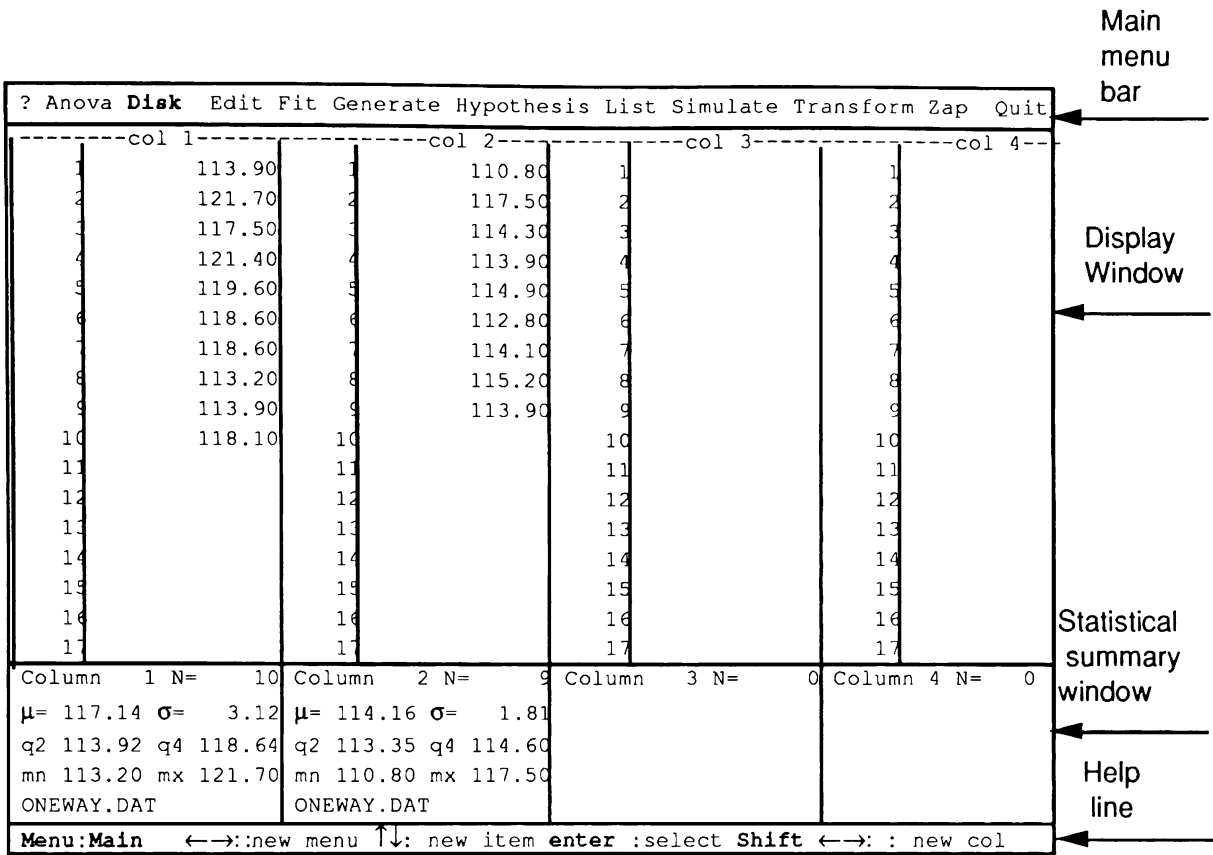 Main
menu
bar
? Anova Disk Edit Fit Generate Hypothesis List Simulate Transform Zap Quit
---------col 1--------------------col 2--------------------col 3--------------------col 4---
1 113.90 1 110.80 1 1
2 121.70 2 117.50 2 2
3 117.50 3 114.30 3 3
4 121.40 4 113.90 4 4
5 119.60 5 114.90 5 5
6 118.60 6 112.80 6 6
7 118.60 7 114.10 7 7
8 113.20 8 115.20 8 8
9 113.90 9 113.90 9 9
10 118.10 10 10 10
11 11 11 11
12 12 12 12
13 13 13 13
14 14 14 14
15 15 15 15
16 16 16 16
17 17 17 17
Display
Window
Column 1 N= 10 Column 2 N= 9 Column 3 N= 0 Column 4 N= 0
μ= 117.14 σ= 3.12 μ= 114.16 σ= 1.81
q2 113.92 q4 118.64 q2 113.35 q4 114.60
mn 113.20 mx 121.70 mn 110.80 mx 117.50
ONEWAY.DAT ONEWAY.DAT
Statistical
summary
window
Menu:Main ←→::new menu ↑↓: new item enter :select Shift ←→: : new col
Help
line